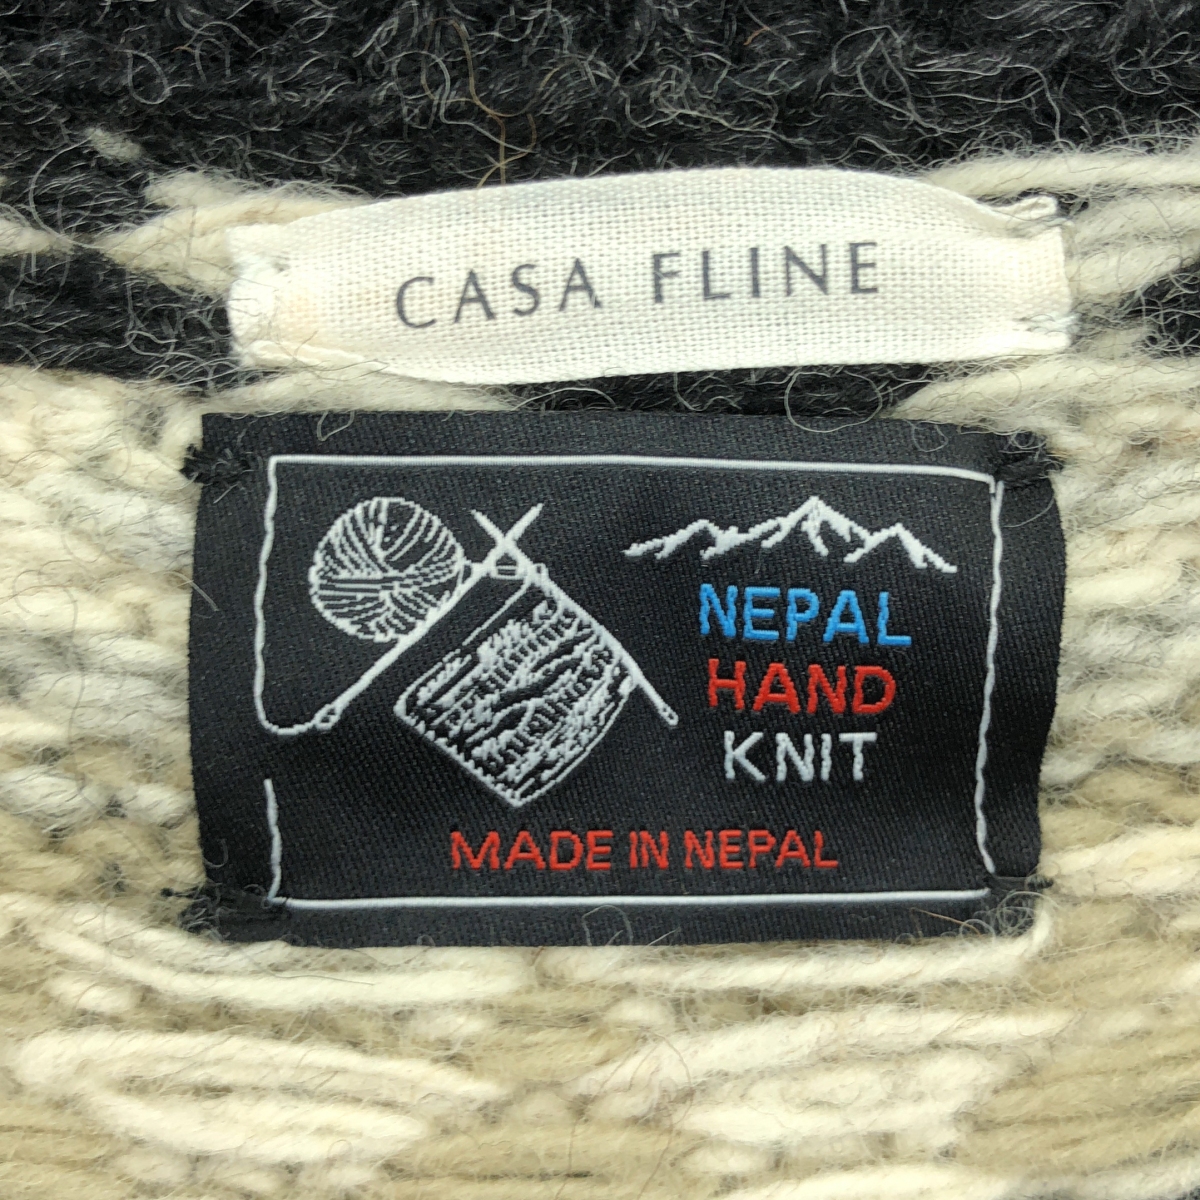 CASA FLINE
NEPAL
HAND
KNIT
MADE IN NEPAL